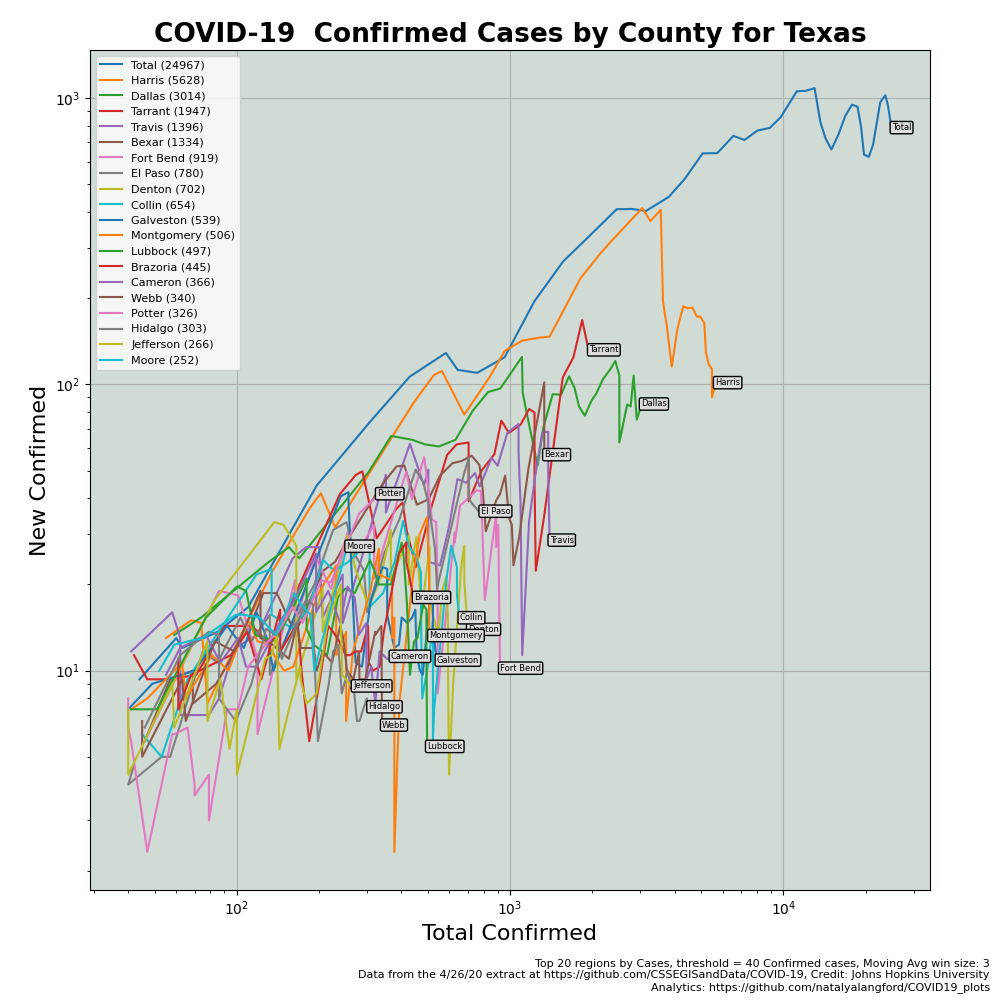 COVID-19 Confirmed Cases by County for Texas
Total (24967)
Harris (5628)
Dallas (3014)
Tarrant (1947)
Travis (1396)
Bexar (1334)
Fort Bend (919)
El Paso (780)
Denton (702)
Collin (654)
Galveston (539)
Montgomery (506)
Lubbock (497)
Brazoria (445)
Cameron (366)
Webb (340)
Potter (326)
Hidalgo (303)
Jefferson (266)
Moore (252)
10³
10²
10¹
New Confirmed
Total
Tarrant
Harris
Dallas
Bexar
Potter
El Paso
Travis
Moore
Brazoria
Collin
Denton
Montgomery
Cameron
Galveston
Fort Bend
Jefferson
Hidalgo
Webb
Lubbock
10² 10³ 10⁴
Total Confirmed
Top 20 regions by Cases, threshold = 40 Confirmed cases, Moving Avg win size: 3
Data from the 4/26/20 extract at https://github.com/CSSEGISandData/COVID-19, Credit: Johns Hopkins University
Analytics: https://github.com/natalyalangford/COVID19_plots